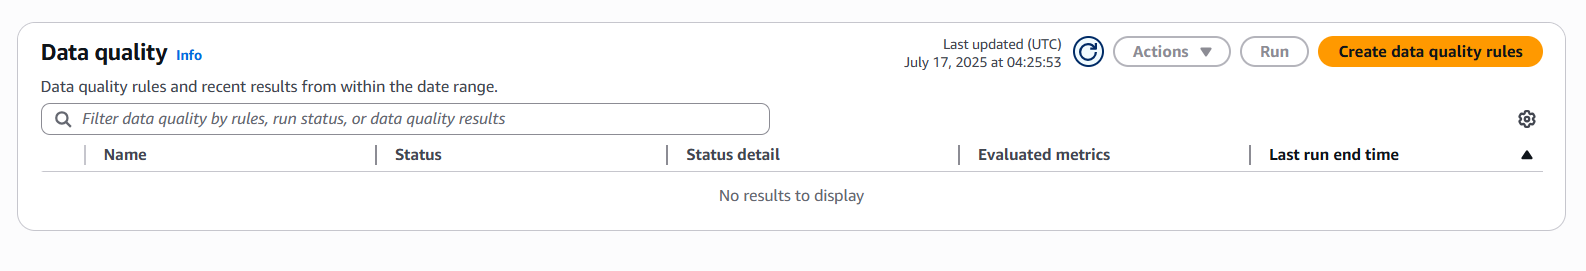 Data quality Info
Last updated (UTC)
July 17, 2025 at 04:25:53
Actions
Run
Create data quality rules
Data quality rules and recent results from within the date range.
Filter data quality by rules, run status, or data quality results
Name Status Status detail Evaluated metrics Last run end time
No results to display